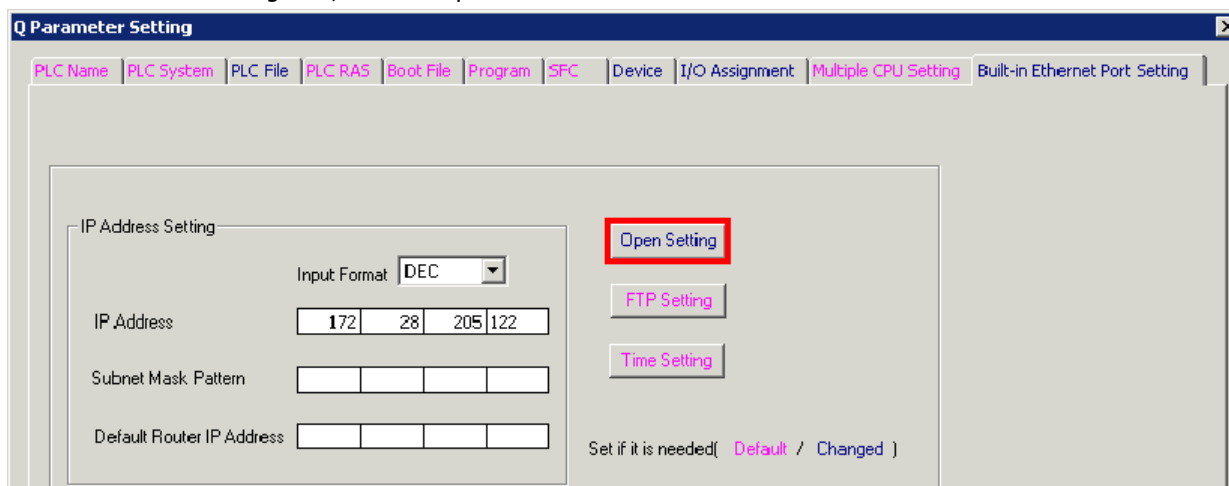 Q Parameter Setting
PLC Name PLC System PLC File PLC RAS Boot File Program SFC Device I/O Assignment Multiple CPU Setting Built-in Ethernet Port Setting
IP Address Setting
Open Setting
Input Format DEC
FTP Setting
IP Address 172 28 205 122
Time Setting
Subnet Mask Pattern
Default Router IP Address
Set if it is needed( Default / Changed )